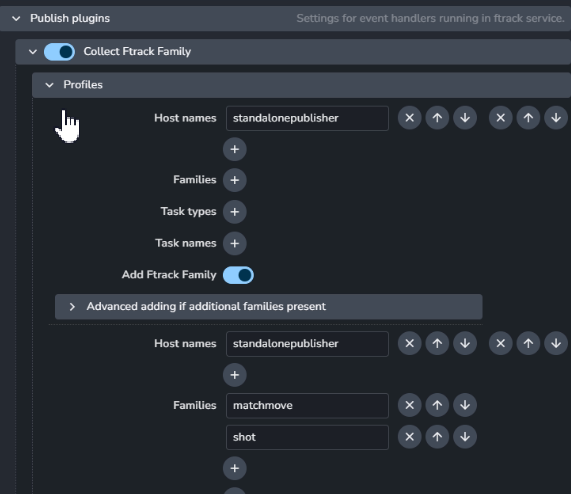 Publish plugins Settings for event handlers running in ftrack service.
Collect Ftrack Family
Profiles
Host names standalonepublisher
Families
Task types
Task names
Add Ftrack Family
Advanced adding if additional families present
Host names standalonepublisher
Families matchmove
shot